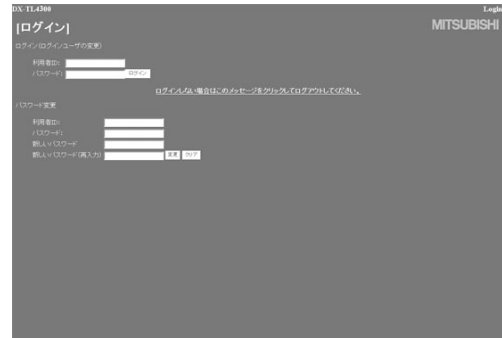 DX-TL4500
Login
[ログイン]
MITSUBISHI
ログイン(ログインユーザの変更)
利用者ID:
パスワード:
ログイン
ログインしない場合はこのメッセージをクリックしてログアウトしてください。
パスワード変更
利用者ID:
パスワード:
新しいパスワード
新しいパスワード(再入力)
変更 クリア